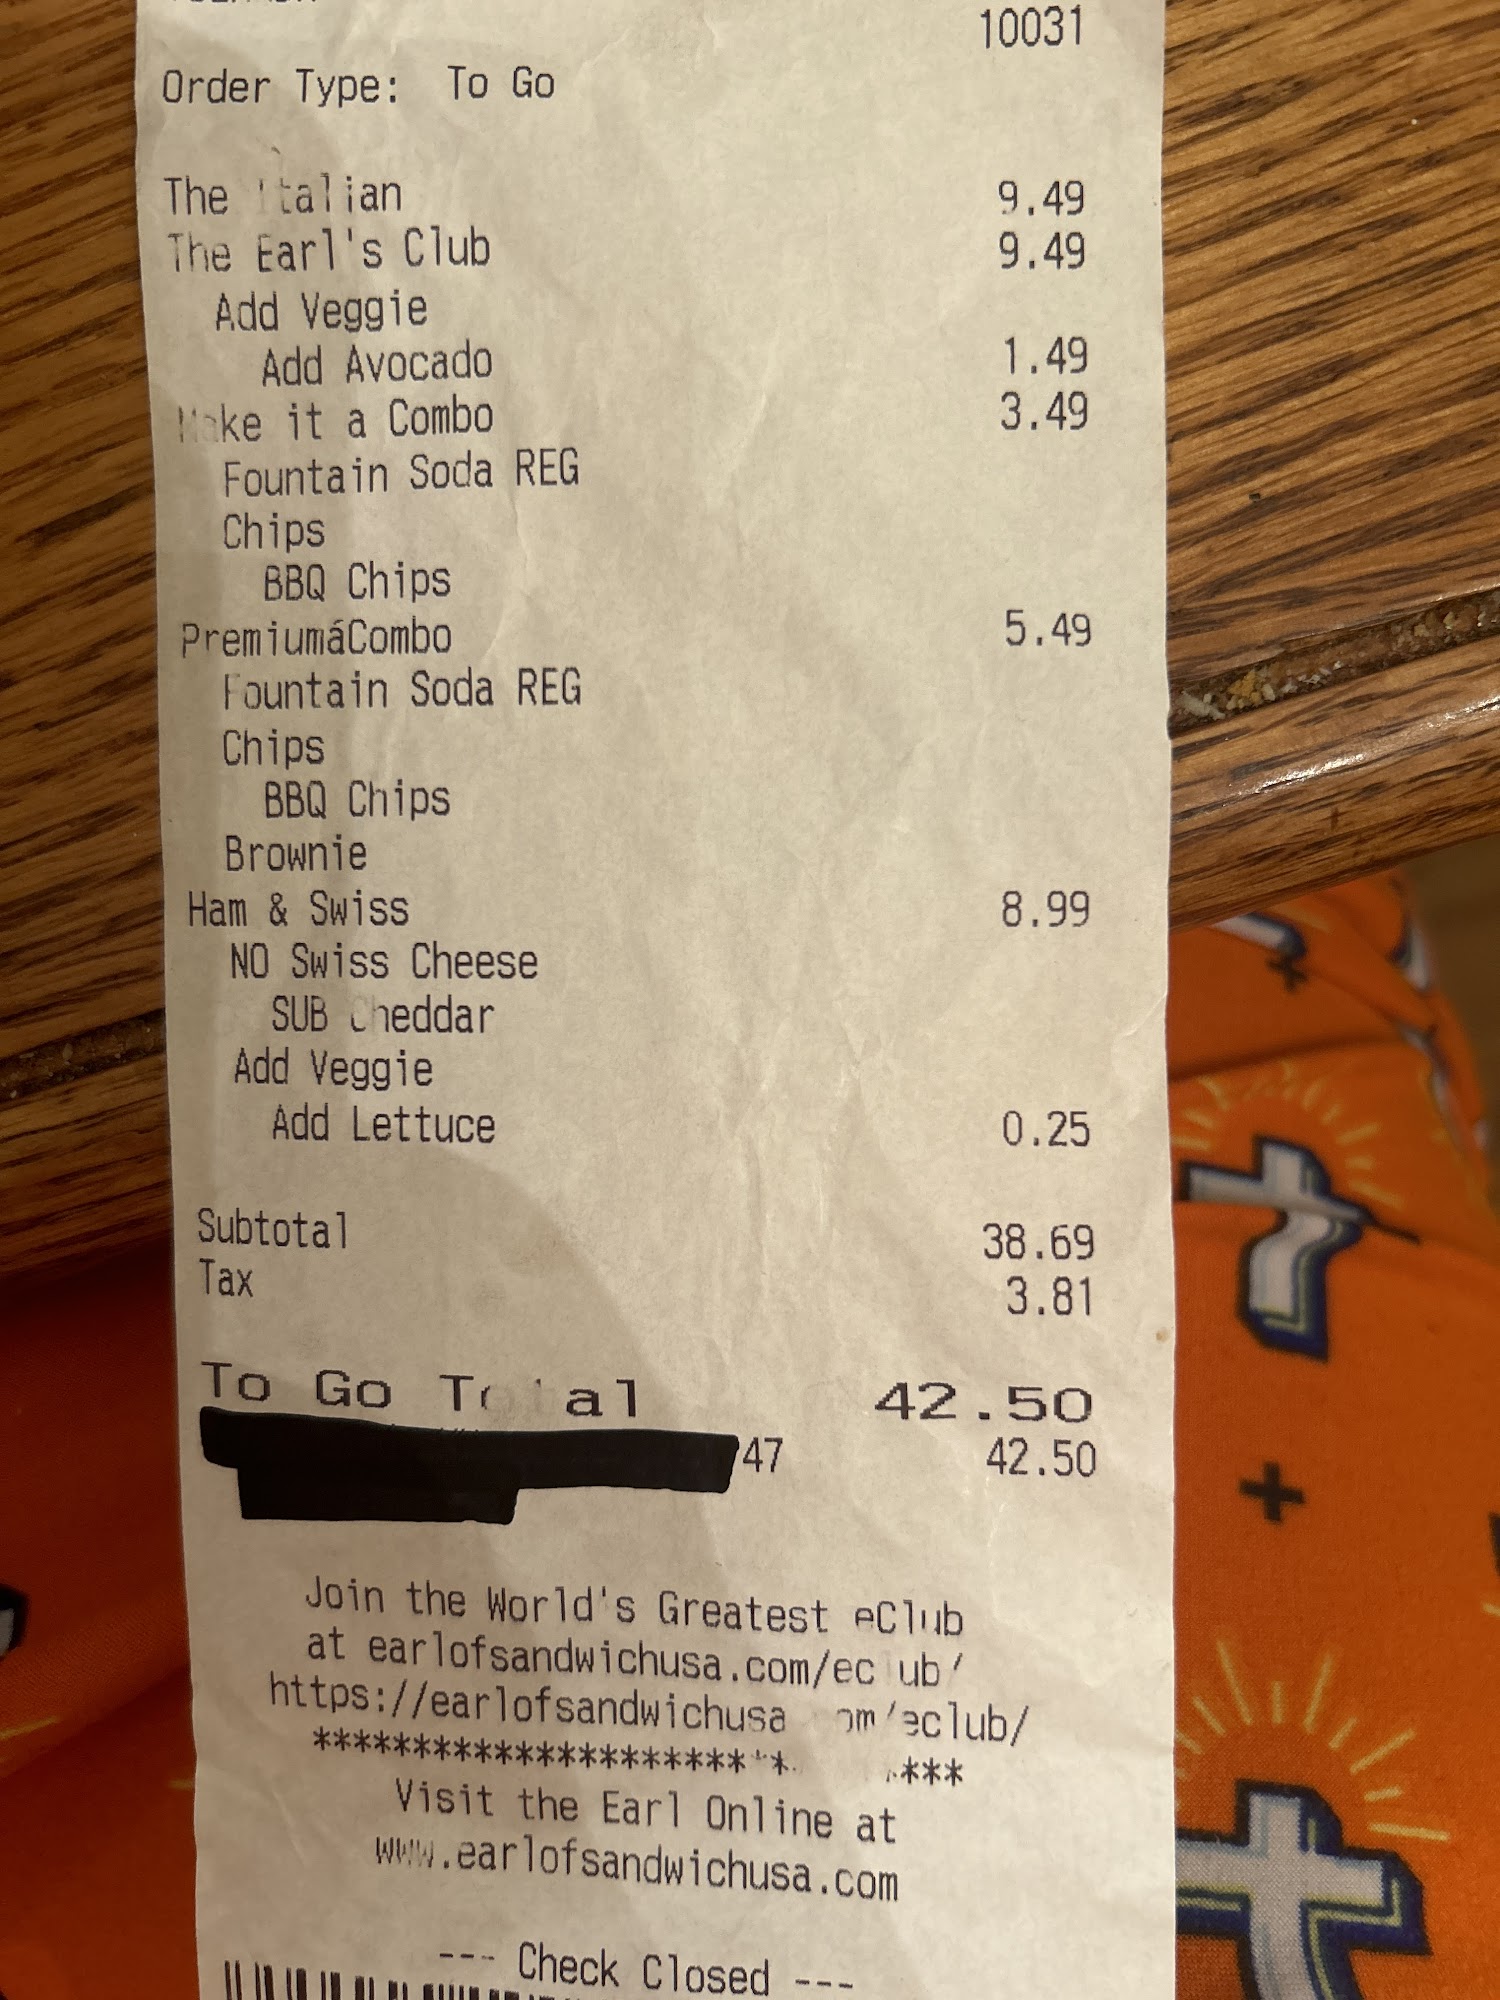 10031
Order Type: To Go
The Italian 9.49
The Earl's Club 9.49
Add Veggie
Add Avocado 1.49
Make it a Combo 3.49
Fountain Soda REG
Chips
BBQ Chips
PremiumáCombo 5.49
Fountain Soda REG
Chips
BBQ Chips
Brownie
Ham & Swiss 8.99
NO Swiss Cheese
SUB Cheddar
Add Veggie
Add Lettuce 0.25
Subtotal 38.69
Tax 3.81
To Go Total 42.50
47 42.50
Join the World's Greatest eClub
at earlofsandwichusa.com/eclub/
https://earlofsandwichusa.com/eclub/
***************************
Visit the Earl Online at
www.earlofsandwichusa.com
--- Check Closed ---